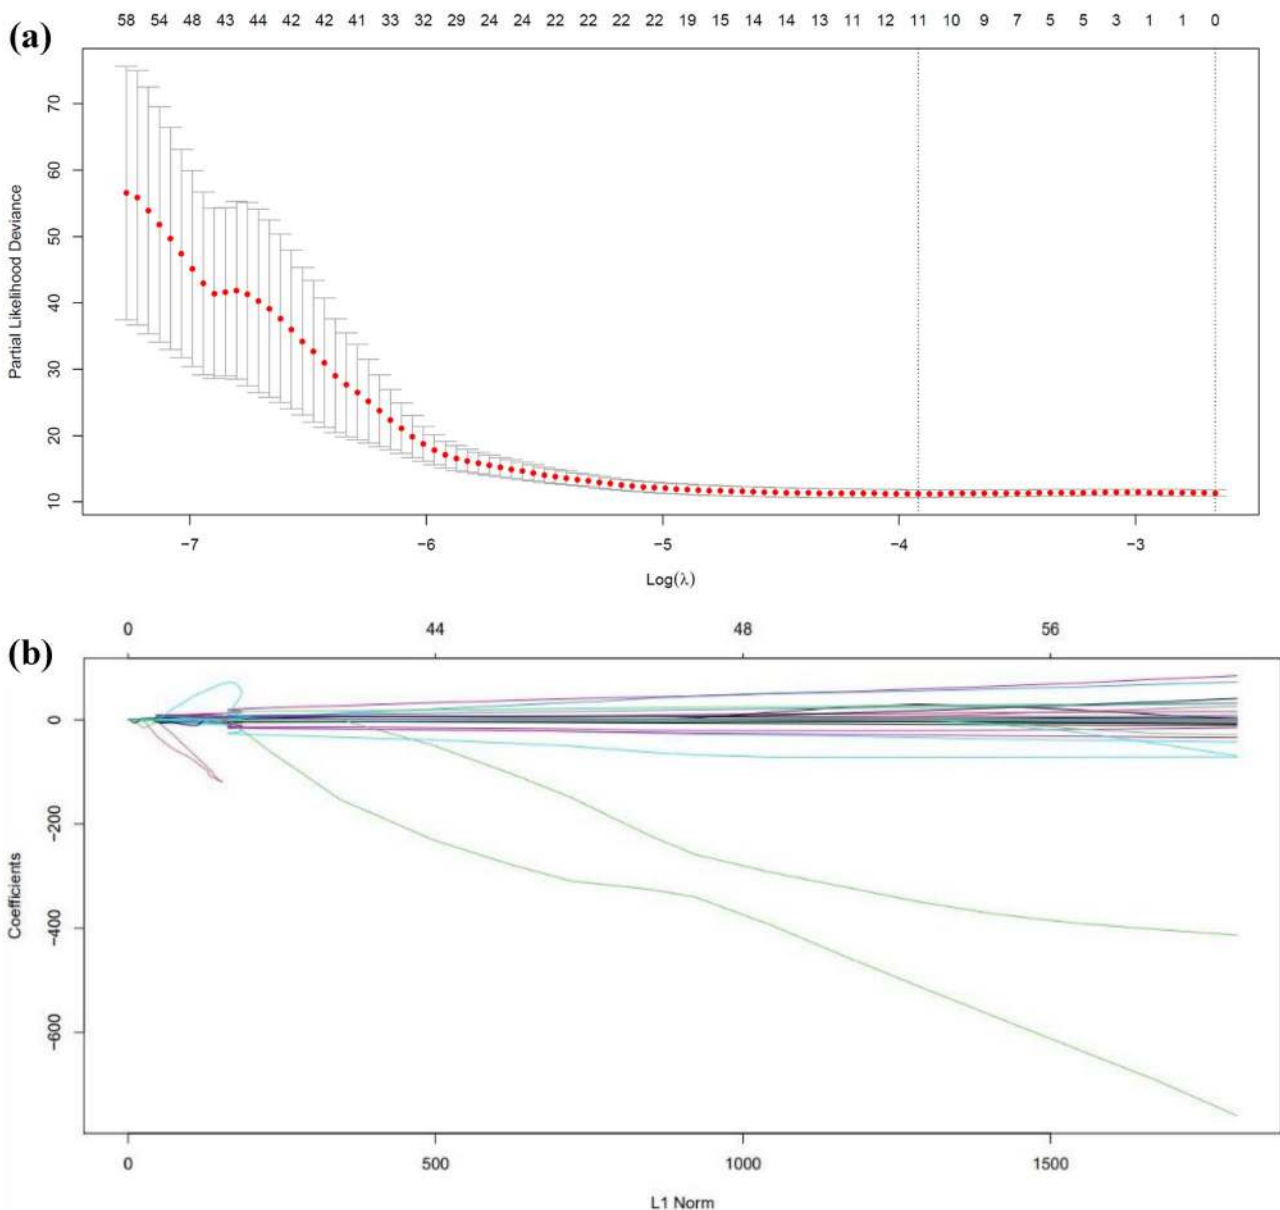 58 54 48 43 44 42 42 41 33 32 29 24 24 22 22 22 22 19 15 14 14 13 11 12 11 10 9 7 5 5 3 1 1 0
(a)
70
60
50
40
30
20
10
Partial Likelihood Deviance
−7 −6 −5 −4 −3
Log(λ)
0 44 48 56
(b)
0
−200
−400
−600
Coefficients
0 500 1000 1500
L1 Norm